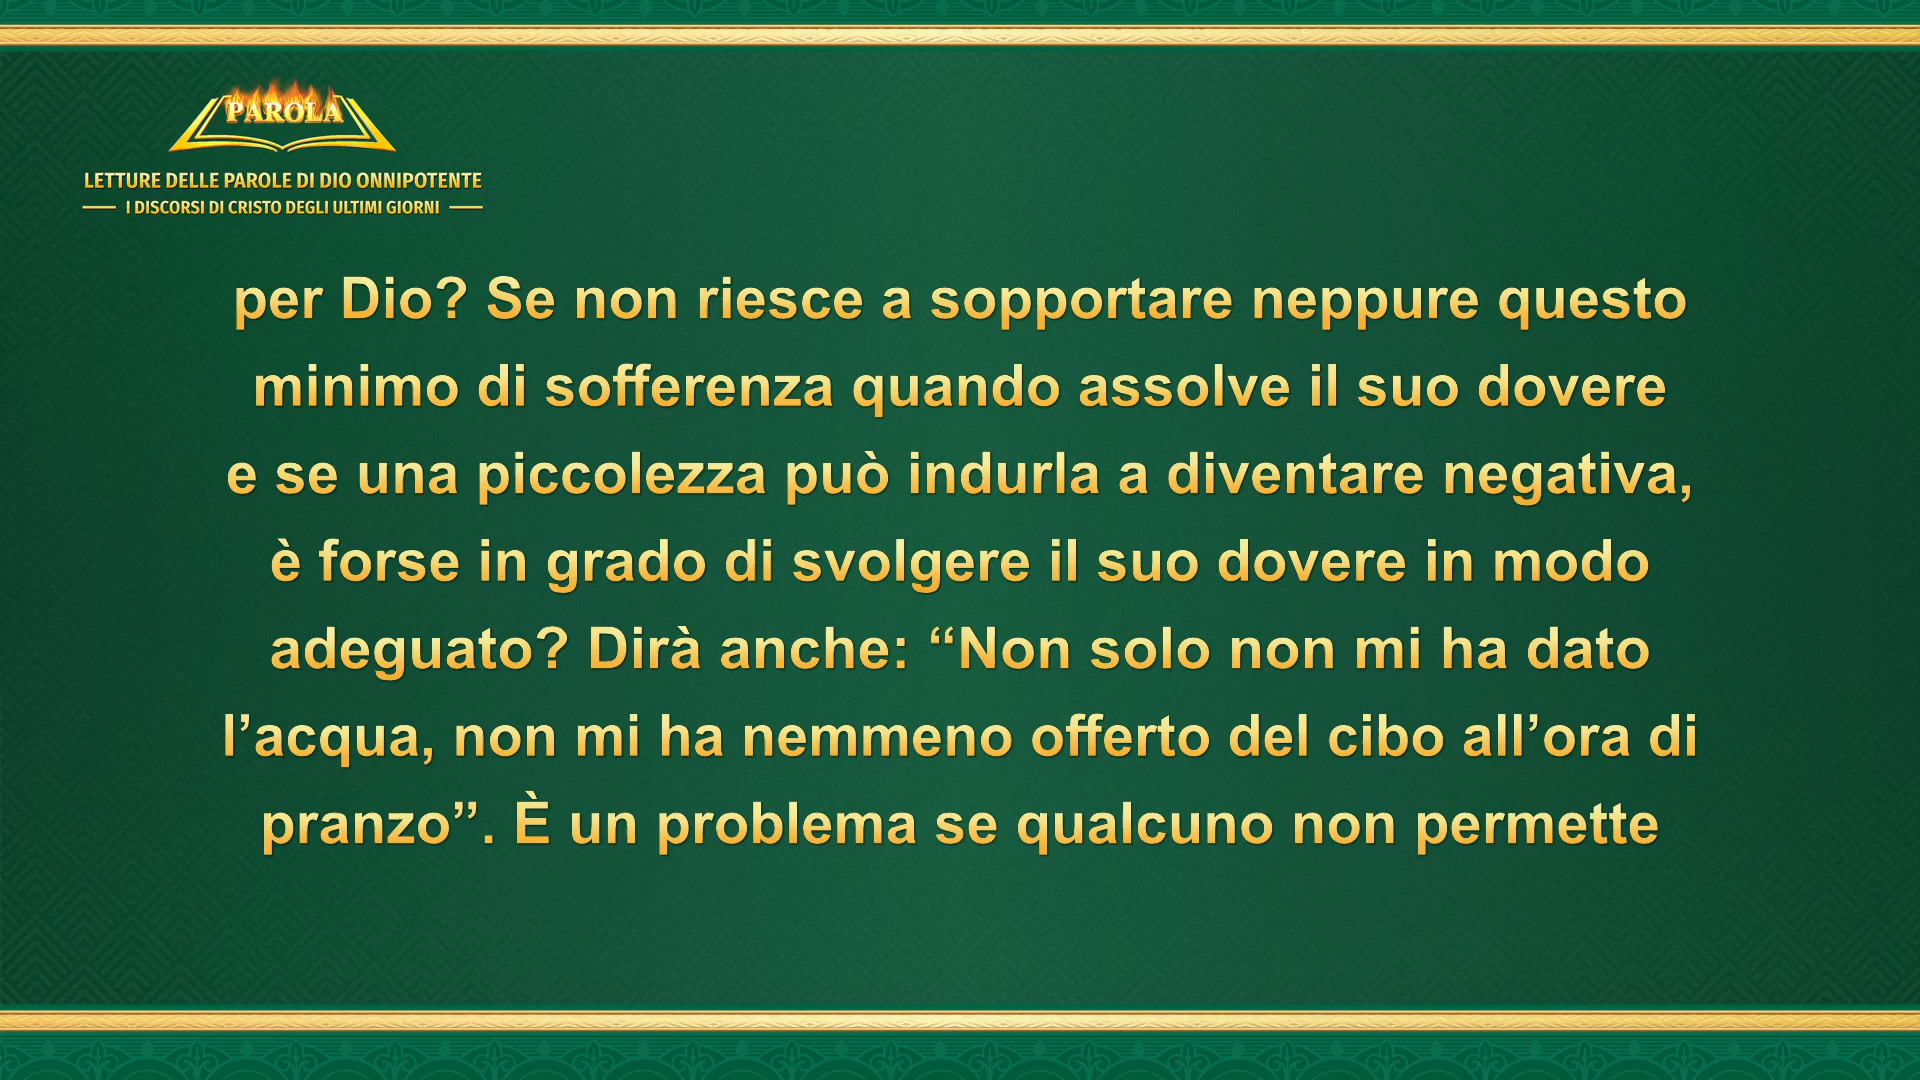 PAROLA
LETTURE DELLE PAROLE DI DIO ONNIPOTENTE
I DISCORSI DI CRISTO DEGLI ULTIMI GIORNI
per Dio? Se non riesce a sopportare neppure questo
minimo di sofferenza quando assolve il suo dovere
e se una piccolezza può indurla a diventare negativa,
è forse in grado di svolgere il suo dovere in modo
adeguato? Dirà anche: “Non solo non mi ha dato
l’acqua, non mi ha nemmeno offerto del cibo all’ora di
pranzo”. È un problema se qualcuno non permette